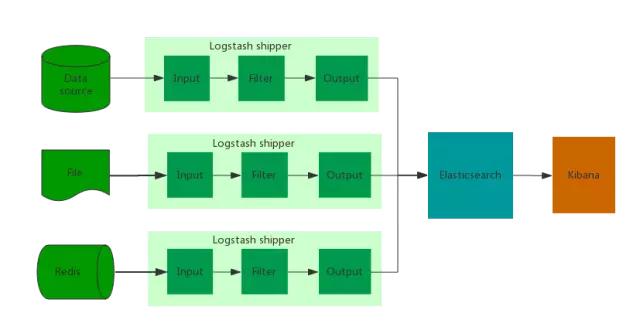 Logstash shipper
Data
source
Input
Filter
Output
Logstash shipper
File
Input
Filter
Output
Elasticsearch
Kibana
Logstash shipper
Redis
Input
Filter
Output